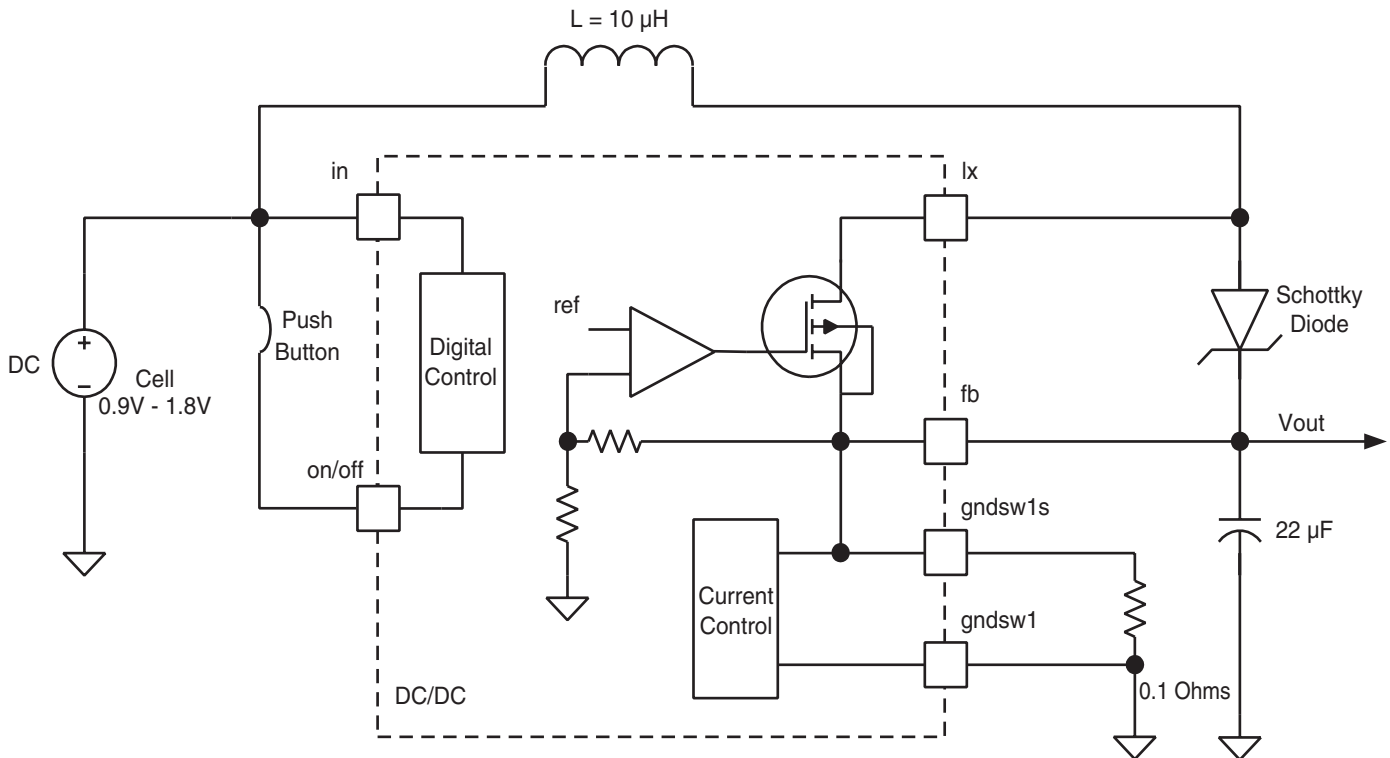 L = 10 µH
in
lx
ref
Push
Button
Digital
Control
Schottky
Diode
DC
+
–
Cell
0.9V - 1.8V
fb
Vout
on/off
gndsw1s
22 µF
Current
Control
gndsw1
DC/DC
0.1 Ohms